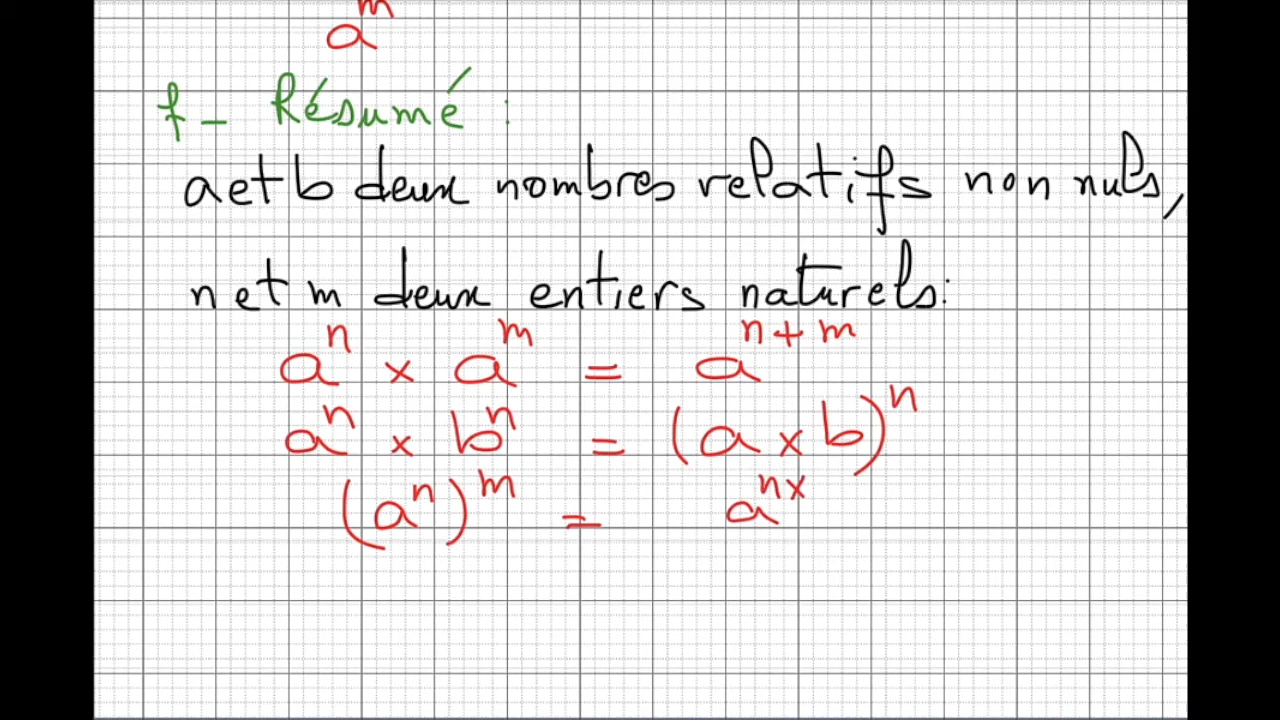 a^m
f- Résumé :
a et b deux nombres relatifs non nuls,
n et m deux entiers naturels:
a^n × a^m = a^{n+m}
a^n × b^n = (a × b)^n
(a^n)^m = a^{n×}